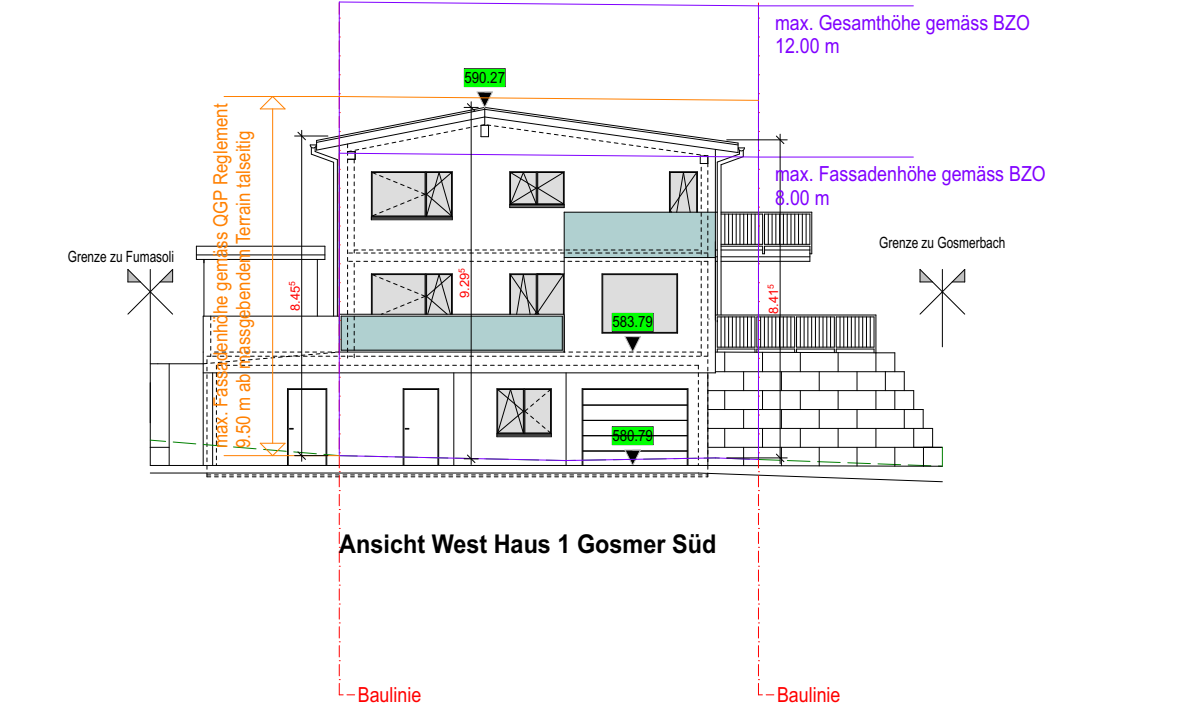 max. Gesamthöhe gemäss BZO
12.00 m
590.27
max. Fassadenhöhe gemäss QGP Reglement
9.50 m ab massgebendem Terrain talseitig
max. Fassadenhöhe gemäss BZO
8.00 m
Grenze zu Fumasoli
Grenze zu Gosmerbach
8.45⁵
9.29⁵
8.41⁵
583.79
580.79
Ansicht West Haus 1 Gosmer Süd
Baulinie
Baulinie